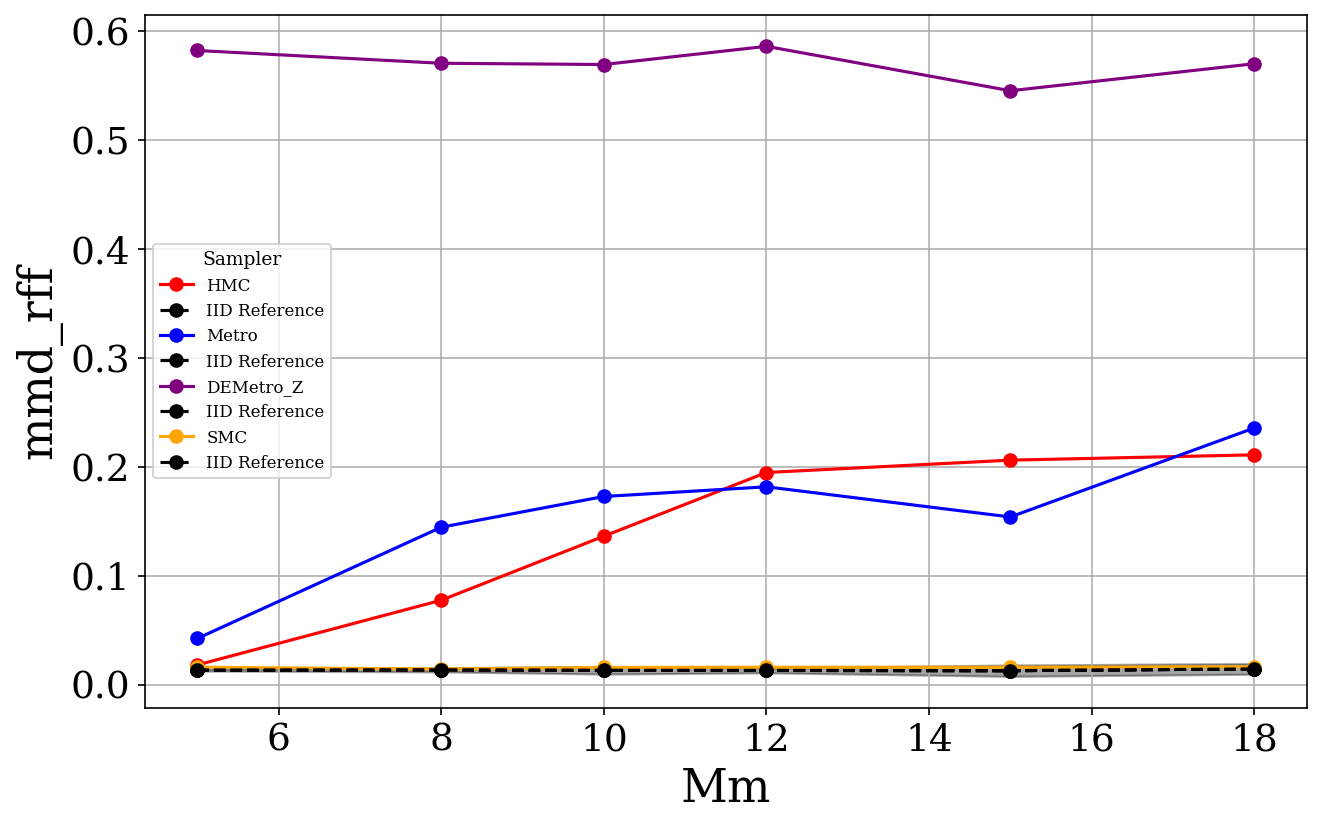 0.6
0.5
0.4
0.3
0.2
0.1
0.0
mmd_rff
Sampler
HMC
IID Reference
Metro
IID Reference
DEMetro_Z
IID Reference
SMC
IID Reference
6 8 10 12 14 16 18
Mm